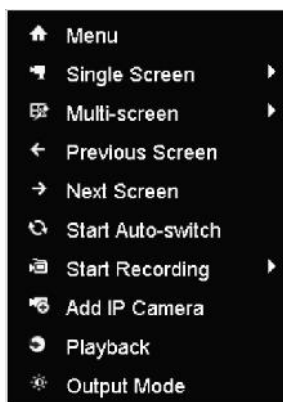 Menu
Single Screen
Multi-screen
Previous Screen
Next Screen
Start Auto-switch
Start Recording
Add IP Camera
Playback
Output Mode